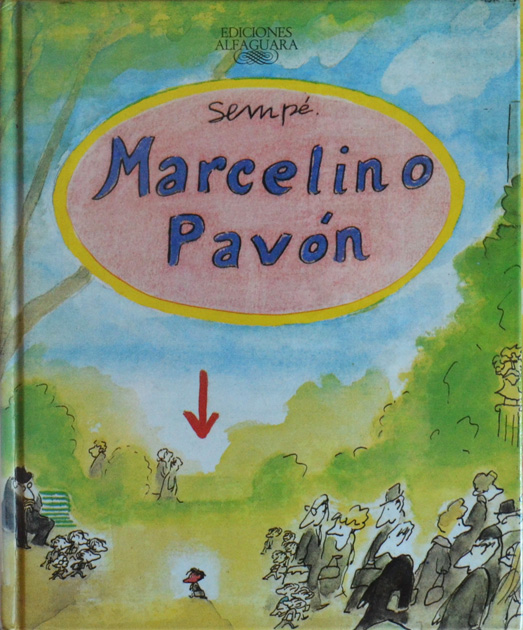 EDICIONES
ALFAGUARA
Sempé.
Marcelino
Pavón